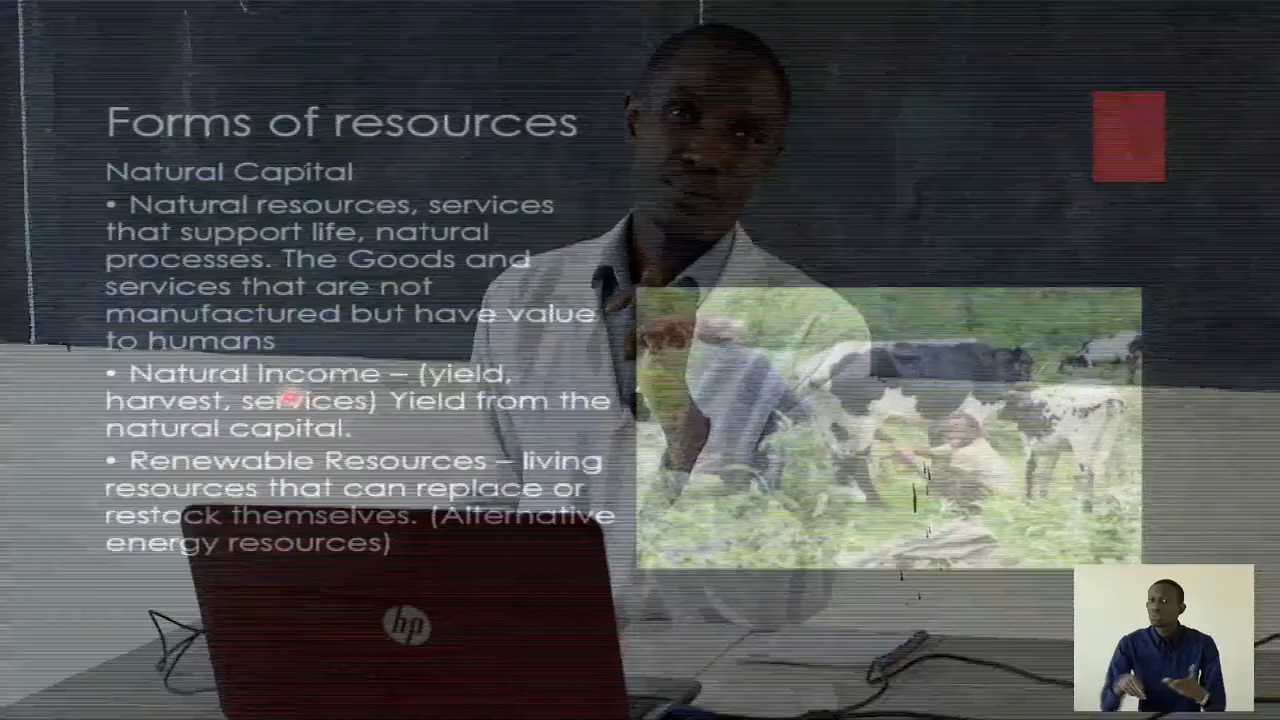 Forms of resources
Natural Capital
• Natural resources, services
that support life, natural
processes. The Goods and
services that are not
manufactured but have value
to humans
• Natural Income – (yield,
harvest, services) Yield from the
natural capital.
• Renewable Resources – living
resources that can replace or
restock themselves. (Alternative
energy resources)
hp